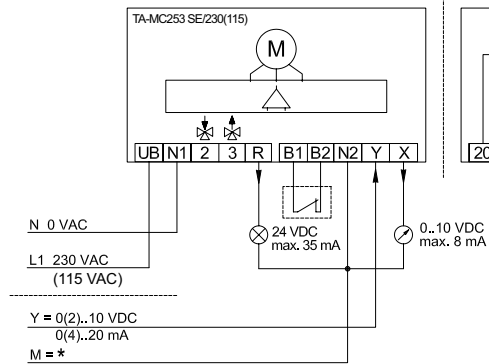 TA-MC253 SE/230(115)
M
UB N1 2 3 R B1 B2 N2 Y X
20
N 0 VAC
24 VDC
max. 35 mA
0..10 VDC
max. 8 mA
L1 230 VAC
(115 VAC)
Y = 0(2)..10 VDC
0(4)..20 mA
M = *